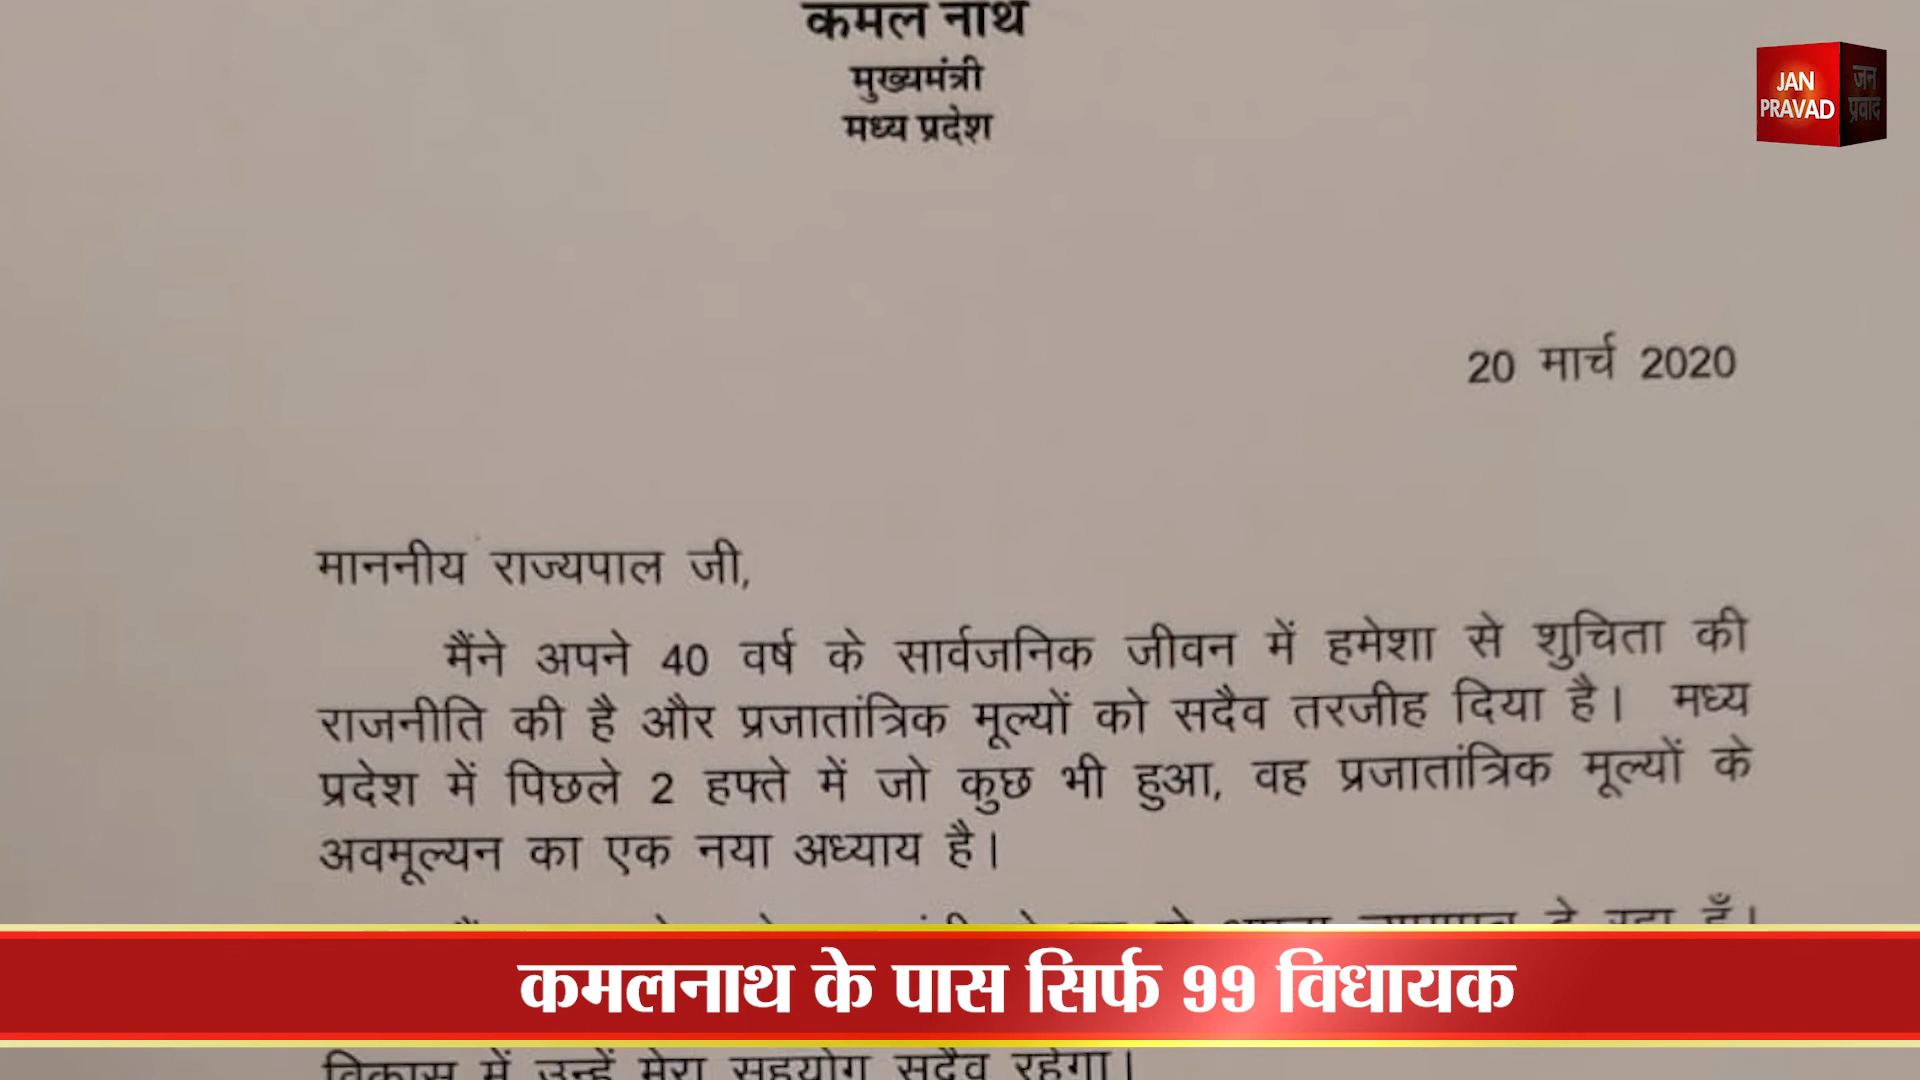 कमल नाथ
मुख्यमंत्री
मध्य प्रदेश
JAN
PRAVAD
जन
प्रवाद
20 मार्च 2020
माननीय राज्यपाल जी,
मैंने अपने 40 वर्ष के सार्वजनिक जीवन में हमेशा से शुचिता की
राजनीति की है और प्रजातांत्रिक मूल्यों को सदैव तरजीह दिया है। मध्य
प्रदेश में पिछले 2 हफ्ते में जो कुछ भी हुआ, वह प्रजातांत्रिक मूल्यों के
अवमूल्यन का एक नया अध्याय है।
दे रहा हूँ।
कमलनाथ के पास सिर्फ 99 विधायक
विकास में उन्हें मेरा सहयोग सदैव रहेगा।